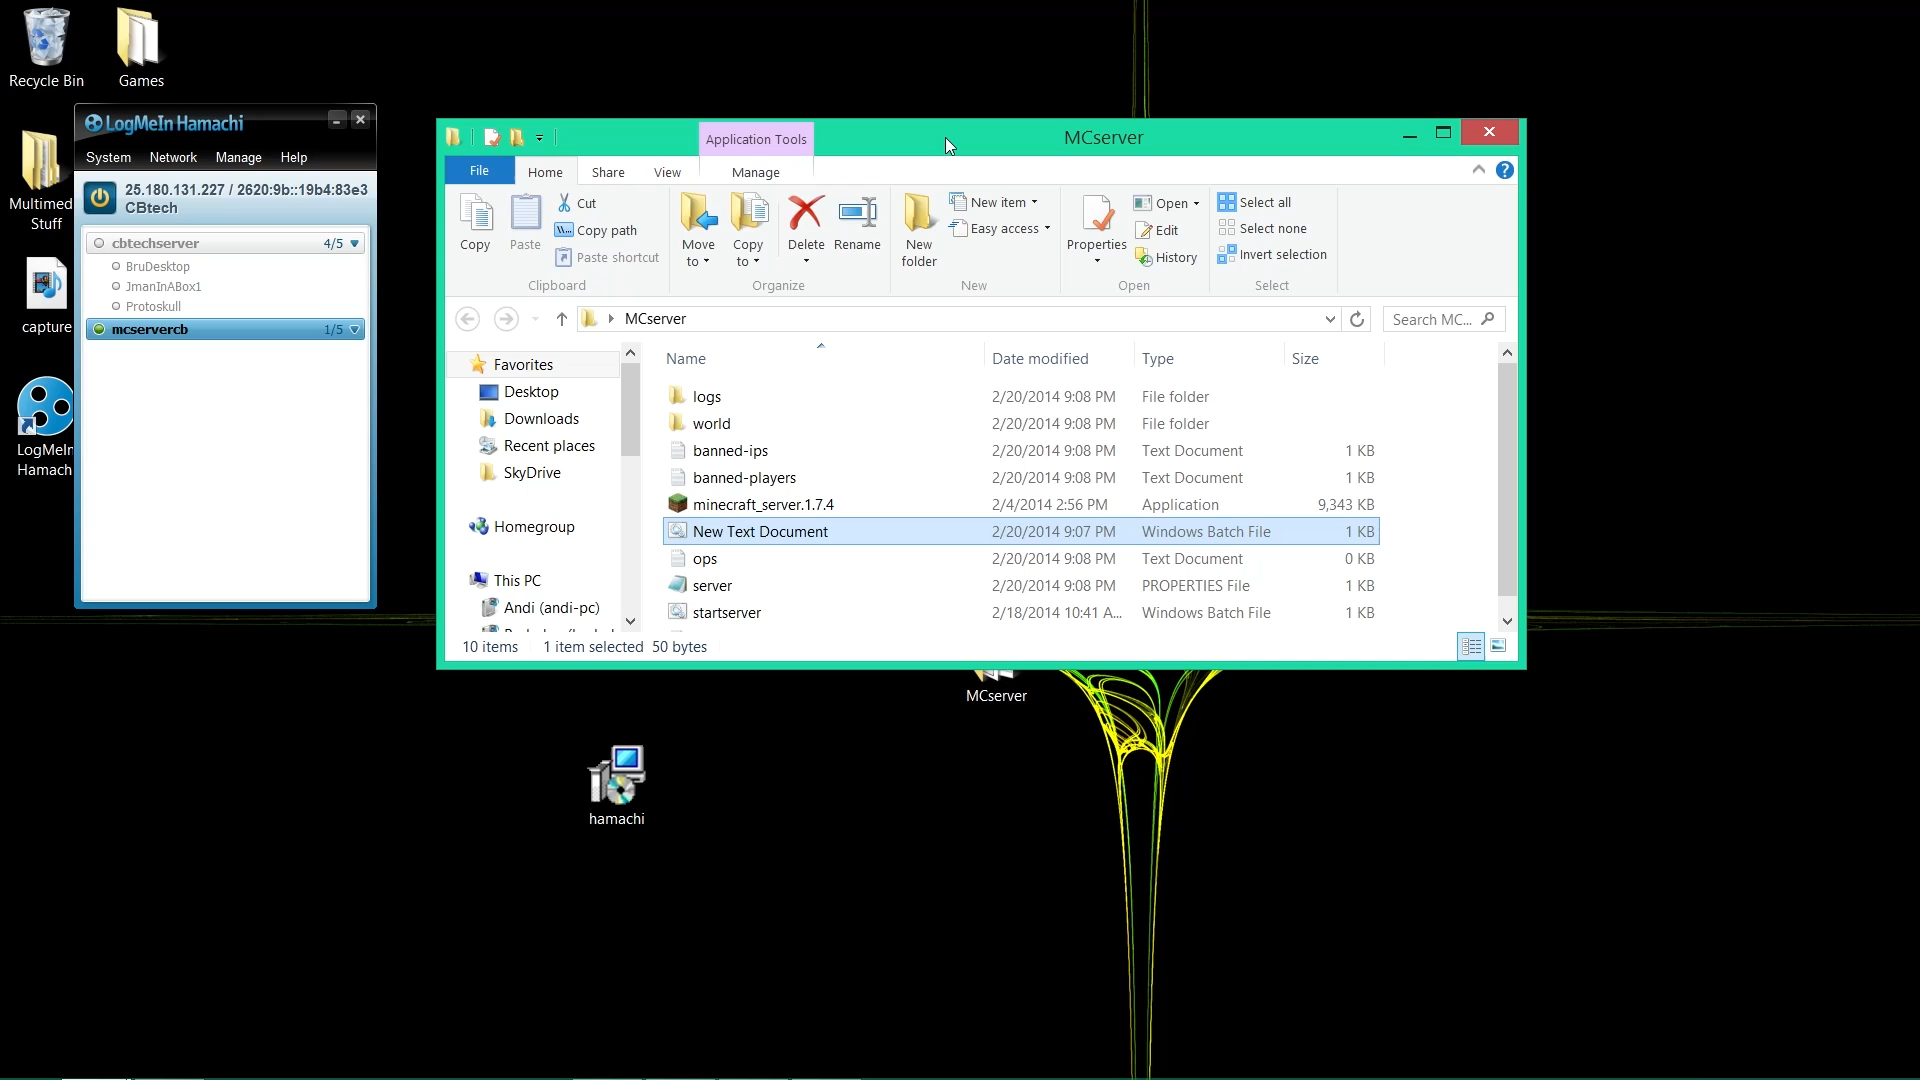 Recycle Bin
Games
Multimed
Stuff
capture
LogMeIn
Hamach
LogMeIn Hamachi
System Network Manage Help
25.180.131.227 / 2620:9b::19b4:83e3
CBtech
cbtechserver 4/5
BruDesktop
JmanInABox1
Protoskull
mcservercb 1/5
Application Tools
MCserver
File Home Share View Manage
Copy
Paste
Cut
Copy path
Paste shortcut
Clipboard
Move
to
Copy
to
Delete
Rename
Organize
New
folder
New item
Easy access
New
Properties
Open
Edit
History
Open
Select all
Select none
Invert selection
Select
MCserver
Search MC...
Favorites
Desktop
Downloads
Recent places
SkyDrive
Homegroup
This PC
Andi (andi-pc)
Name Date modified Type Size
logs 2/20/2014 9:08 PM File folder
world 2/20/2014 9:08 PM File folder
banned-ips 2/20/2014 9:08 PM Text Document 1 KB
banned-players 2/20/2014 9:08 PM Text Document 1 KB
minecraft_server.1.7.4 2/4/2014 2:56 PM Application 9,343 KB
New Text Document 2/20/2014 9:07 PM Windows Batch File 1 KB
ops 2/20/2014 9:08 PM Text Document 0 KB
server 2/20/2014 9:08 PM PROPERTIES File 1 KB
startserver 2/18/2014 10:41 A... Windows Batch File 1 KB
10 items 1 item selected 50 bytes
MCserver
hamachi